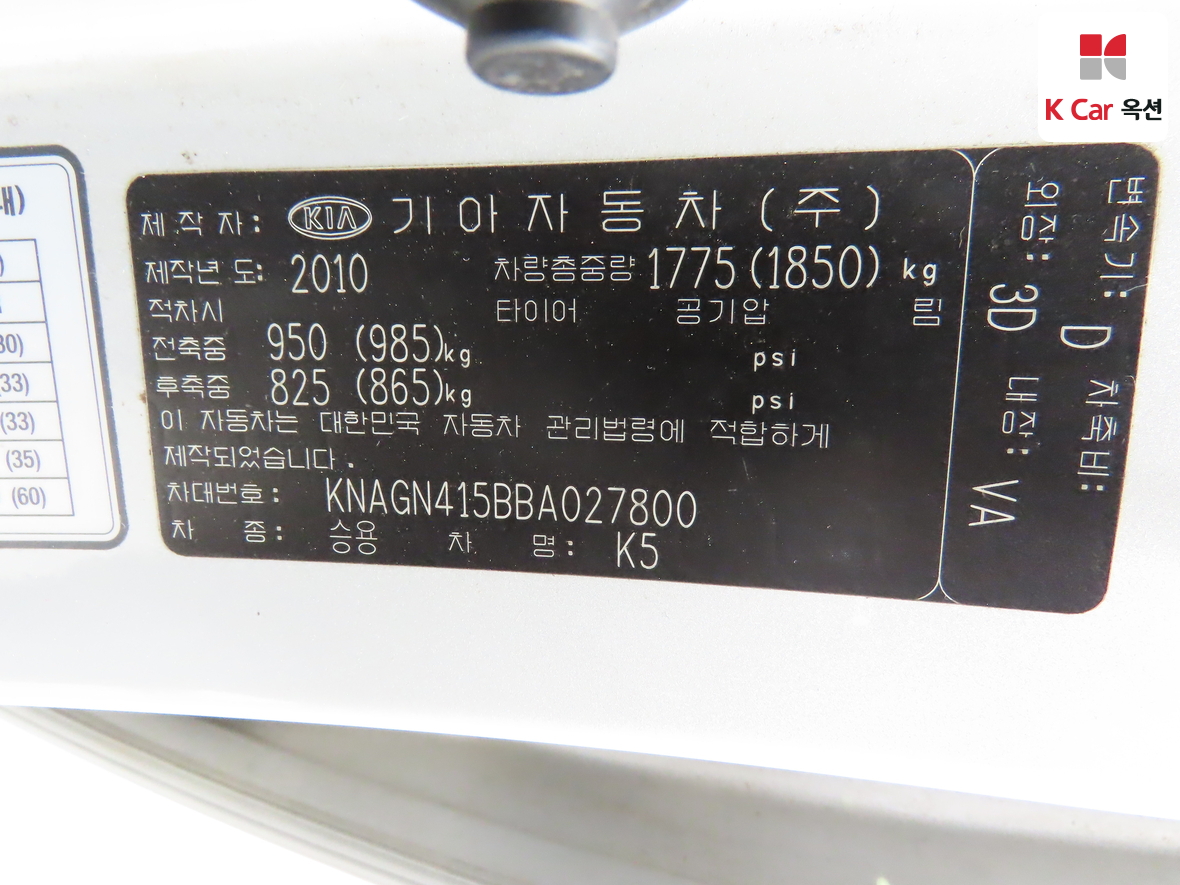 K Car 옥션
제 작 자 : KIA 기 아 자 동 차 ( 주 )
제작년 도: 2010 차량총중량 1775 (1850) kg
적차시 타이어 공기압 림
전축중 950 (985)kg psi
후축중 825 (865)kg psi
이 자동차는 대한민국 자동차 관리법령에 적합하게
제작되었습니다 .
차대번호 : KNAGN415BBA027800
차 종 : 승용 차 명 : K5
변속기: D 차축비:
외장: 3D 내장: VA
(33)
(33)
(35)
(60)